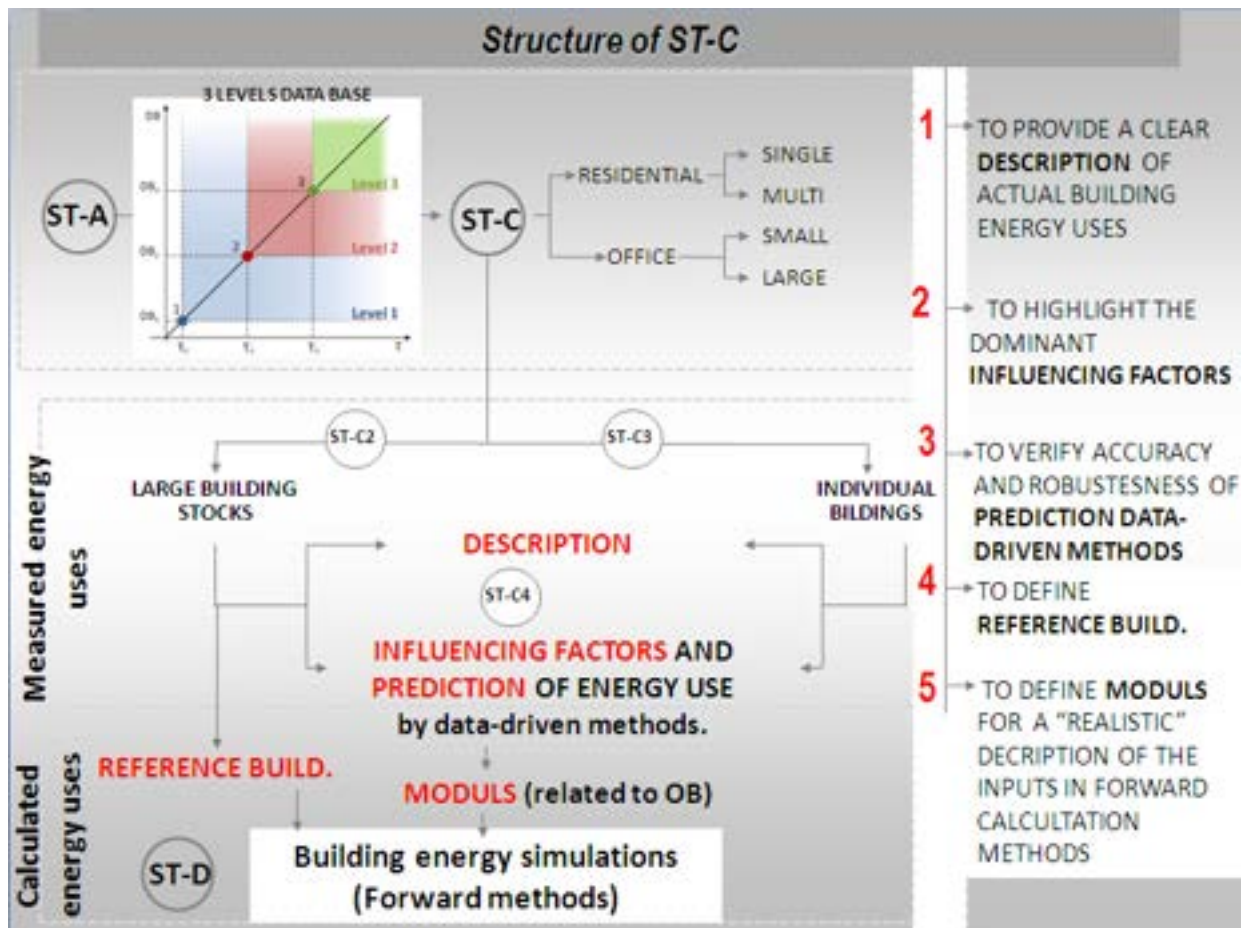 Structure of ST-C
3 LEVELS DATA BASE
OB
3
Level 3
2
Level 2
1
Level 1
T
ST-A
ST-C
RESIDENTIAL
SINGLE
MULTI
OFFICE
SMALL
LARGE
Measured energy
uses
ST-C2
ST-C3
LARGE BUILDING
STOCKS
INDIVIDUAL
BILDINGS
DESCRIPTION
ST-C4
INFLUENCING FACTORS AND
PREDICTION OF ENERGY USE
by data-driven methods.
Calculated
energy uses
REFERENCE BUILD.
MODULS (related to OB)
ST-D
Building energy simulations
(Forward methods)
1
TO PROVIDE A CLEAR
DESCRIPTION OF
ACTUAL BUILDING
ENERGY USES
2
TO HIGHLIGHT THE
DOMINANT
INFLUENCING FACTORS
3
TO VERIFY ACCURACY
AND ROBUSTESNESS OF
PREDICTION DATA-
DRIVEN METHODS
4
TO DEFINE
REFERENCE BUILD.
5
TO DEFINE MODULS
FOR A "REALISTIC"
DECRIPTION OF THE
INPUTS IN FORWARD
CALCULTATION
METHODS